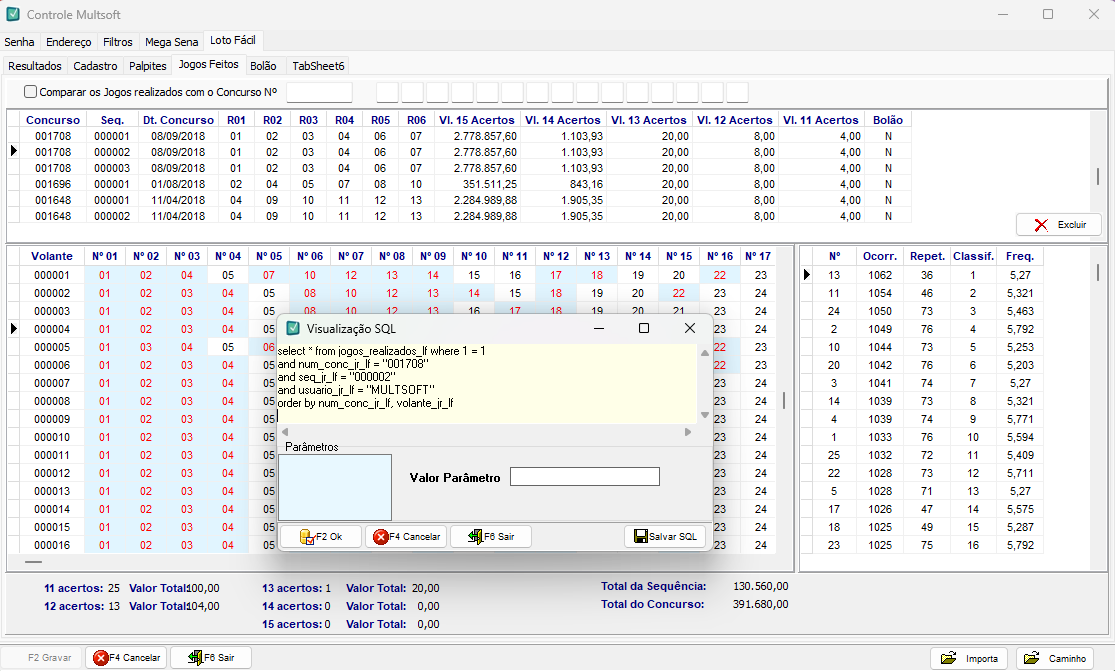 Controle Multsoft
Senha Endereço Filtros Mega Sena Loto Fácil
Resultados Cadastro Palpites Jogos Feitos Bolão TabSheet6
Comparar os Jogos realizados com o Concurso Nº
Concurso Seq. Dt. Concurso R01 R02 R03 R04 R05 R06 Vl. 15 Acertos Vl. 14 Acertos Vl. 13 Acertos Vl. 12 Acertos Vl. 11 Acertos Bolão
001708 000001 08/09/2018 01 02 03 04 06 07 2.778.857,60 1.103,93 20,00 8,00 4,00 N
001708 000002 08/09/2018 01 02 03 04 06 07 2.778.857,60 1.103,93 20,00 8,00 4,00 N
001708 000003 08/09/2018 01 02 03 04 06 07 2.778.857,60 1.103,93 20,00 8,00 4,00 N
001696 000001 01/08/2018 02 04 05 07 08 10 351.511,25 843,16 20,00 8,00 4,00 N
001648 000001 11/04/2018 04 09 10 11 12 13 2.284.989,88 1.905,35 20,00 8,00 4,00 N
001648 000002 11/04/2018 04 09 10 11 12 13 2.284.989,88 1.905,35 20,00 8,00 4,00 N
Excluir
Volante Nº 01 Nº 02 Nº 03 Nº 04 Nº 05 Nº 06 Nº 07 Nº 08 Nº 09 Nº 10 Nº 11 Nº 12 Nº 13 Nº 14 Nº 15 Nº 16 Nº 17
000001 01 02 04 05 07 10 12 13 14 15 16 17 18 19 20 22 23
000002 01 02 03 04 05 08 10 12 13 14 15 18 19 20 22 23 24
000003 01 02 03 04 05 08 10 12 13 16 17 18 19 20 21 23 24
000004 01 02 03 04 05 23 24
000005 01 02 03 04 05 06 22 23
000006 01 02 03 04 05 22 23
000007 01 02 03 04 05 23 24
000008 01 02 03 04 05 23 24
000009 01 02 03 04 05 23 24
000010 01 02 03 04 05 23 24
000011 01 02 03 04 05 23 24
000012 01 02 03 04 05 23 24
000013 01 02 03 04 05 23 24
000014 01 02 03 04 05 23 24
000015 01 02 03 04 05 23 24
000016 01 02 03 04 05 23 24
Nº Ocorr. Repet. Classif. Freq.
13 1062 36 1 5,27
11 1054 46 2 5,321
24 1050 73 3 5,463
2 1049 76 4 5,792
10 1044 73 5 5,253
20 1042 76 6 5,203
3 1041 74 7 5,27
14 1039 73 8 5,321
4 1039 74 9 5,771
1 1033 76 10 5,594
25 1032 72 11 5,409
22 1028 73 12 5,711
5 1028 71 13 5,27
17 1026 47 14 5,575
18 1025 49 15 5,287
23 1025 75 16 5,792
Visualização SQL
select * from jogos_realizados_lf where 1 = 1
and num_conc_jr_lf = "001708"
and seq_jr_lf = "000002"
and usuario_jr_lf = "MULTSOFT"
order by num_conc_jr_lf, volante_jr_lf
Parâmetros
Valor Parâmetro
F2 Ok F4 Cancelar F6 Sair Salvar SQL
11 acertos: 25 Valor Total: 100,00 13 acertos: 1 Valor Total: 20,00 Total da Sequência: 130.560,00
12 acertos: 13 Valor Total: 104,00 14 acertos: 0 Valor Total: 0,00 Total do Concurso: 391.680,00
15 acertos: 0 Valor Total: 0,00
F2 Gravar F4 Cancelar F6 Sair Importa Caminho